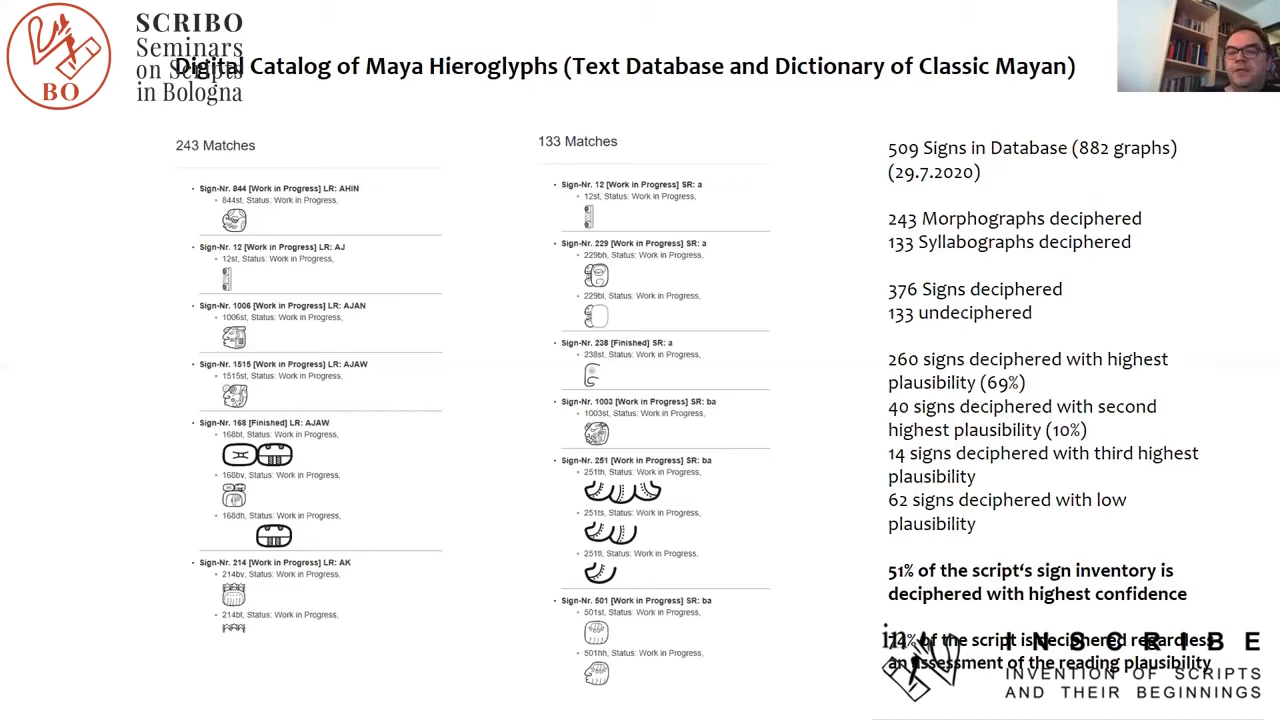 SCRIBO
Seminars
on Scripts
in Bologna
BO
Digital Catalog of Maya Hieroglyphs (Text Database and Dictionary of Classic Mayan)
243 Matches
Sign-Nr. 844 [Work in Progress] LR: AHIN
844st, Status: Work in Progress,
Sign-Nr. 12 [Work in Progress] LR: AJ
12st, Status: Work in Progress,
Sign-Nr. 1006 [Work in Progress] LR: AJAN
1006st, Status: Work in Progress,
Sign-Nr. 1515 [Work in Progress] LR: AJAW
1515st, Status: Work in Progress,
Sign-Nr. 168 [Finished] LR: AJAW
168bt, Status: Work in Progress,
168bv, Status: Work in Progress,
168dh, Status: Work in Progress,
Sign-Nr. 214 [Work in Progress] LR: AK
214bv, Status: Work in Progress,
214bt, Status: Work in Progress,
133 Matches
Sign-Nr. 12 [Work in Progress] SR: a
12st, Status: Work in Progress,
Sign-Nr. 229 [Work in Progress] SR: a
229bh, Status: Work in Progress,
229bl, Status: Work in Progress,
Sign-Nr. 238 [Finished] SR: a
238st, Status: Work in Progress,
Sign-Nr. 1003 [Work in Progress] SR: ba
1003st, Status: Work in Progress,
Sign-Nr. 251 [Work in Progress] SR: ba
251th, Status: Work in Progress,
251ts, Status: Work in Progress,
251tl, Status: Work in Progress,
Sign-Nr. 501 [Work in Progress] SR: ba
501st, Status: Work in Progress,
501hh, Status: Work in Progress,
509 Signs in Database (882 graphs)
(29.7.2020)
243 Morphographs deciphered
133 Syllabographs deciphered
376 Signs deciphered
133 undeciphered
260 signs deciphered with highest
plausibility (69%)
40 signs deciphered with second
highest plausibility (10%)
14 signs deciphered with third highest
plausibility
62 signs deciphered with low
plausibility
51% of the script‘s sign inventory is
deciphered with highest confidence
74% of the script is deciphered regardless
an assessment of the reading plausibility
INSCRIBE
INVENTION OF SCRIPTS
AND THEIR BEGINNINGS